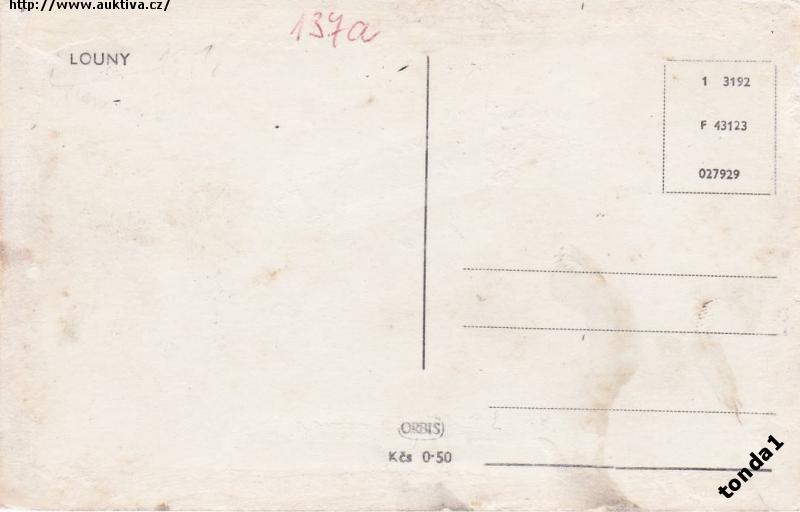 http://www.auktiva.cz/
137a
LOUNY
1 3192
F 43123
027929
ORBIS
Kčs 0·50
tonda1